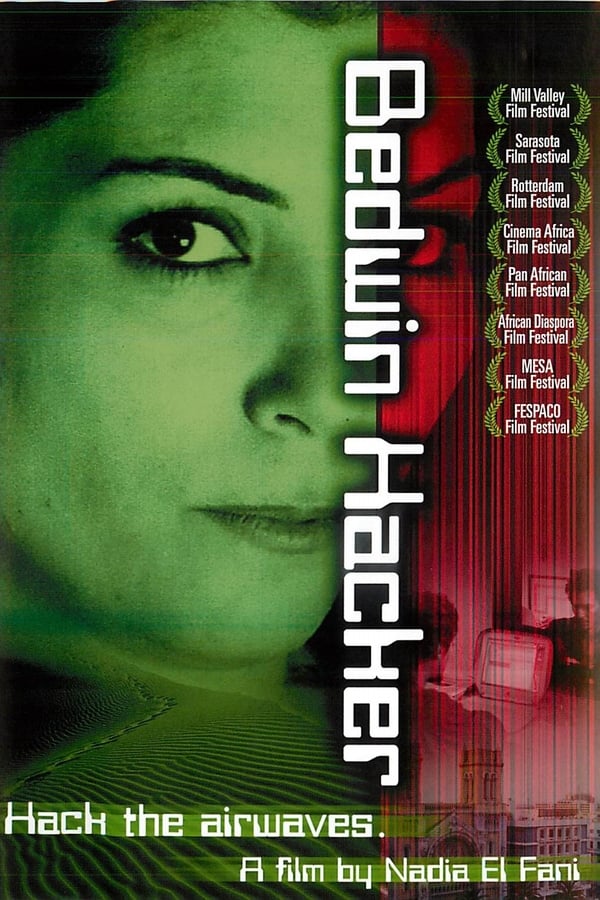 Bedwin Hacker
Mill Valley
Film Festival
Sarasota
Film Festival
Rotterdam
Film Festival
Cinema Africa
Film Festival
Pan African
Film Festival
African Diaspora
Film Festival
MESA
Film Festival
FESPACO
Film Festival
Hack the airwaves.
A film by Nadia El Fani